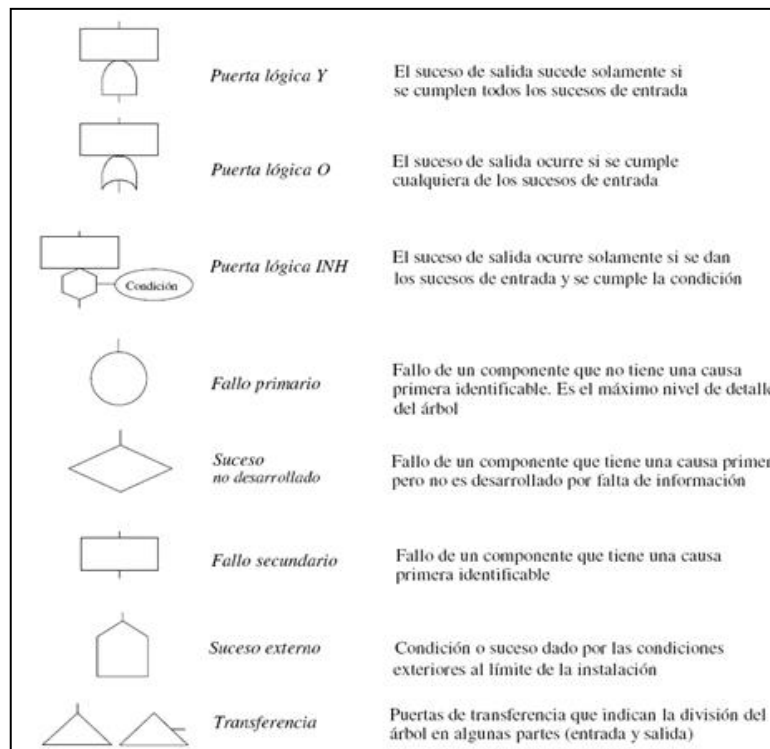 Puerta lógica Y
El suceso de salida sucede solamente si
se cumplen todos los sucesos de entrada
Puerta lógica O
El suceso de salida ocurre si se cumple
cualquiera de los sucesos de entrada
Condición
Puerta lógica INH
El suceso de salida ocurre solamente si se dan
los sucesos de entrada y se cumple la condición
Fallo primario
Fallo de un componente que no tiene una causa
primera identificable. Es el máximo nivel de detalle
del árbol
Suceso
no desarrollado
Fallo de un componente que tiene una causa primer
pero no es desarrollado por falta de información
Fallo secundario
Fallo de un componente que tiene una causa
primera identificable
Suceso externo
Condición o suceso dado por las condiciones
exteriores al límite de la instalación
Transferencia
Puertas de transferencia que indican la división del
árbol en algunas partes (entrada y salida)